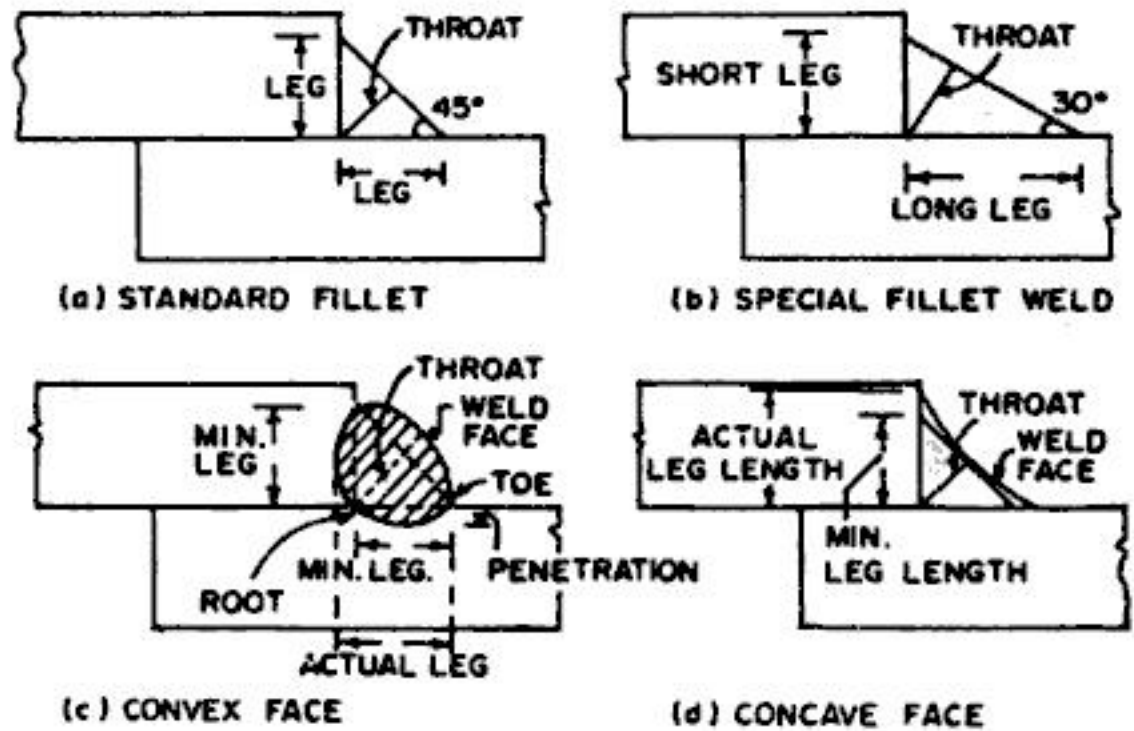 THROAT
LEG
45°
LEG
(a) STANDARD FILLET
THROAT
SHORT LEG
30°
LONG LEG
(b) SPECIAL FILLET WELD
THROAT
WELD
FACE
MIN.
LEG
TOE
MIN. LEG.
PENETRATION
ROOT
ACTUAL LEG
(c) CONVEX FACE
THROAT
ACTUAL
LEG LENGTH
WELD
FACE
MIN.
LEG LENGTH
(d) CONCAVE FACE